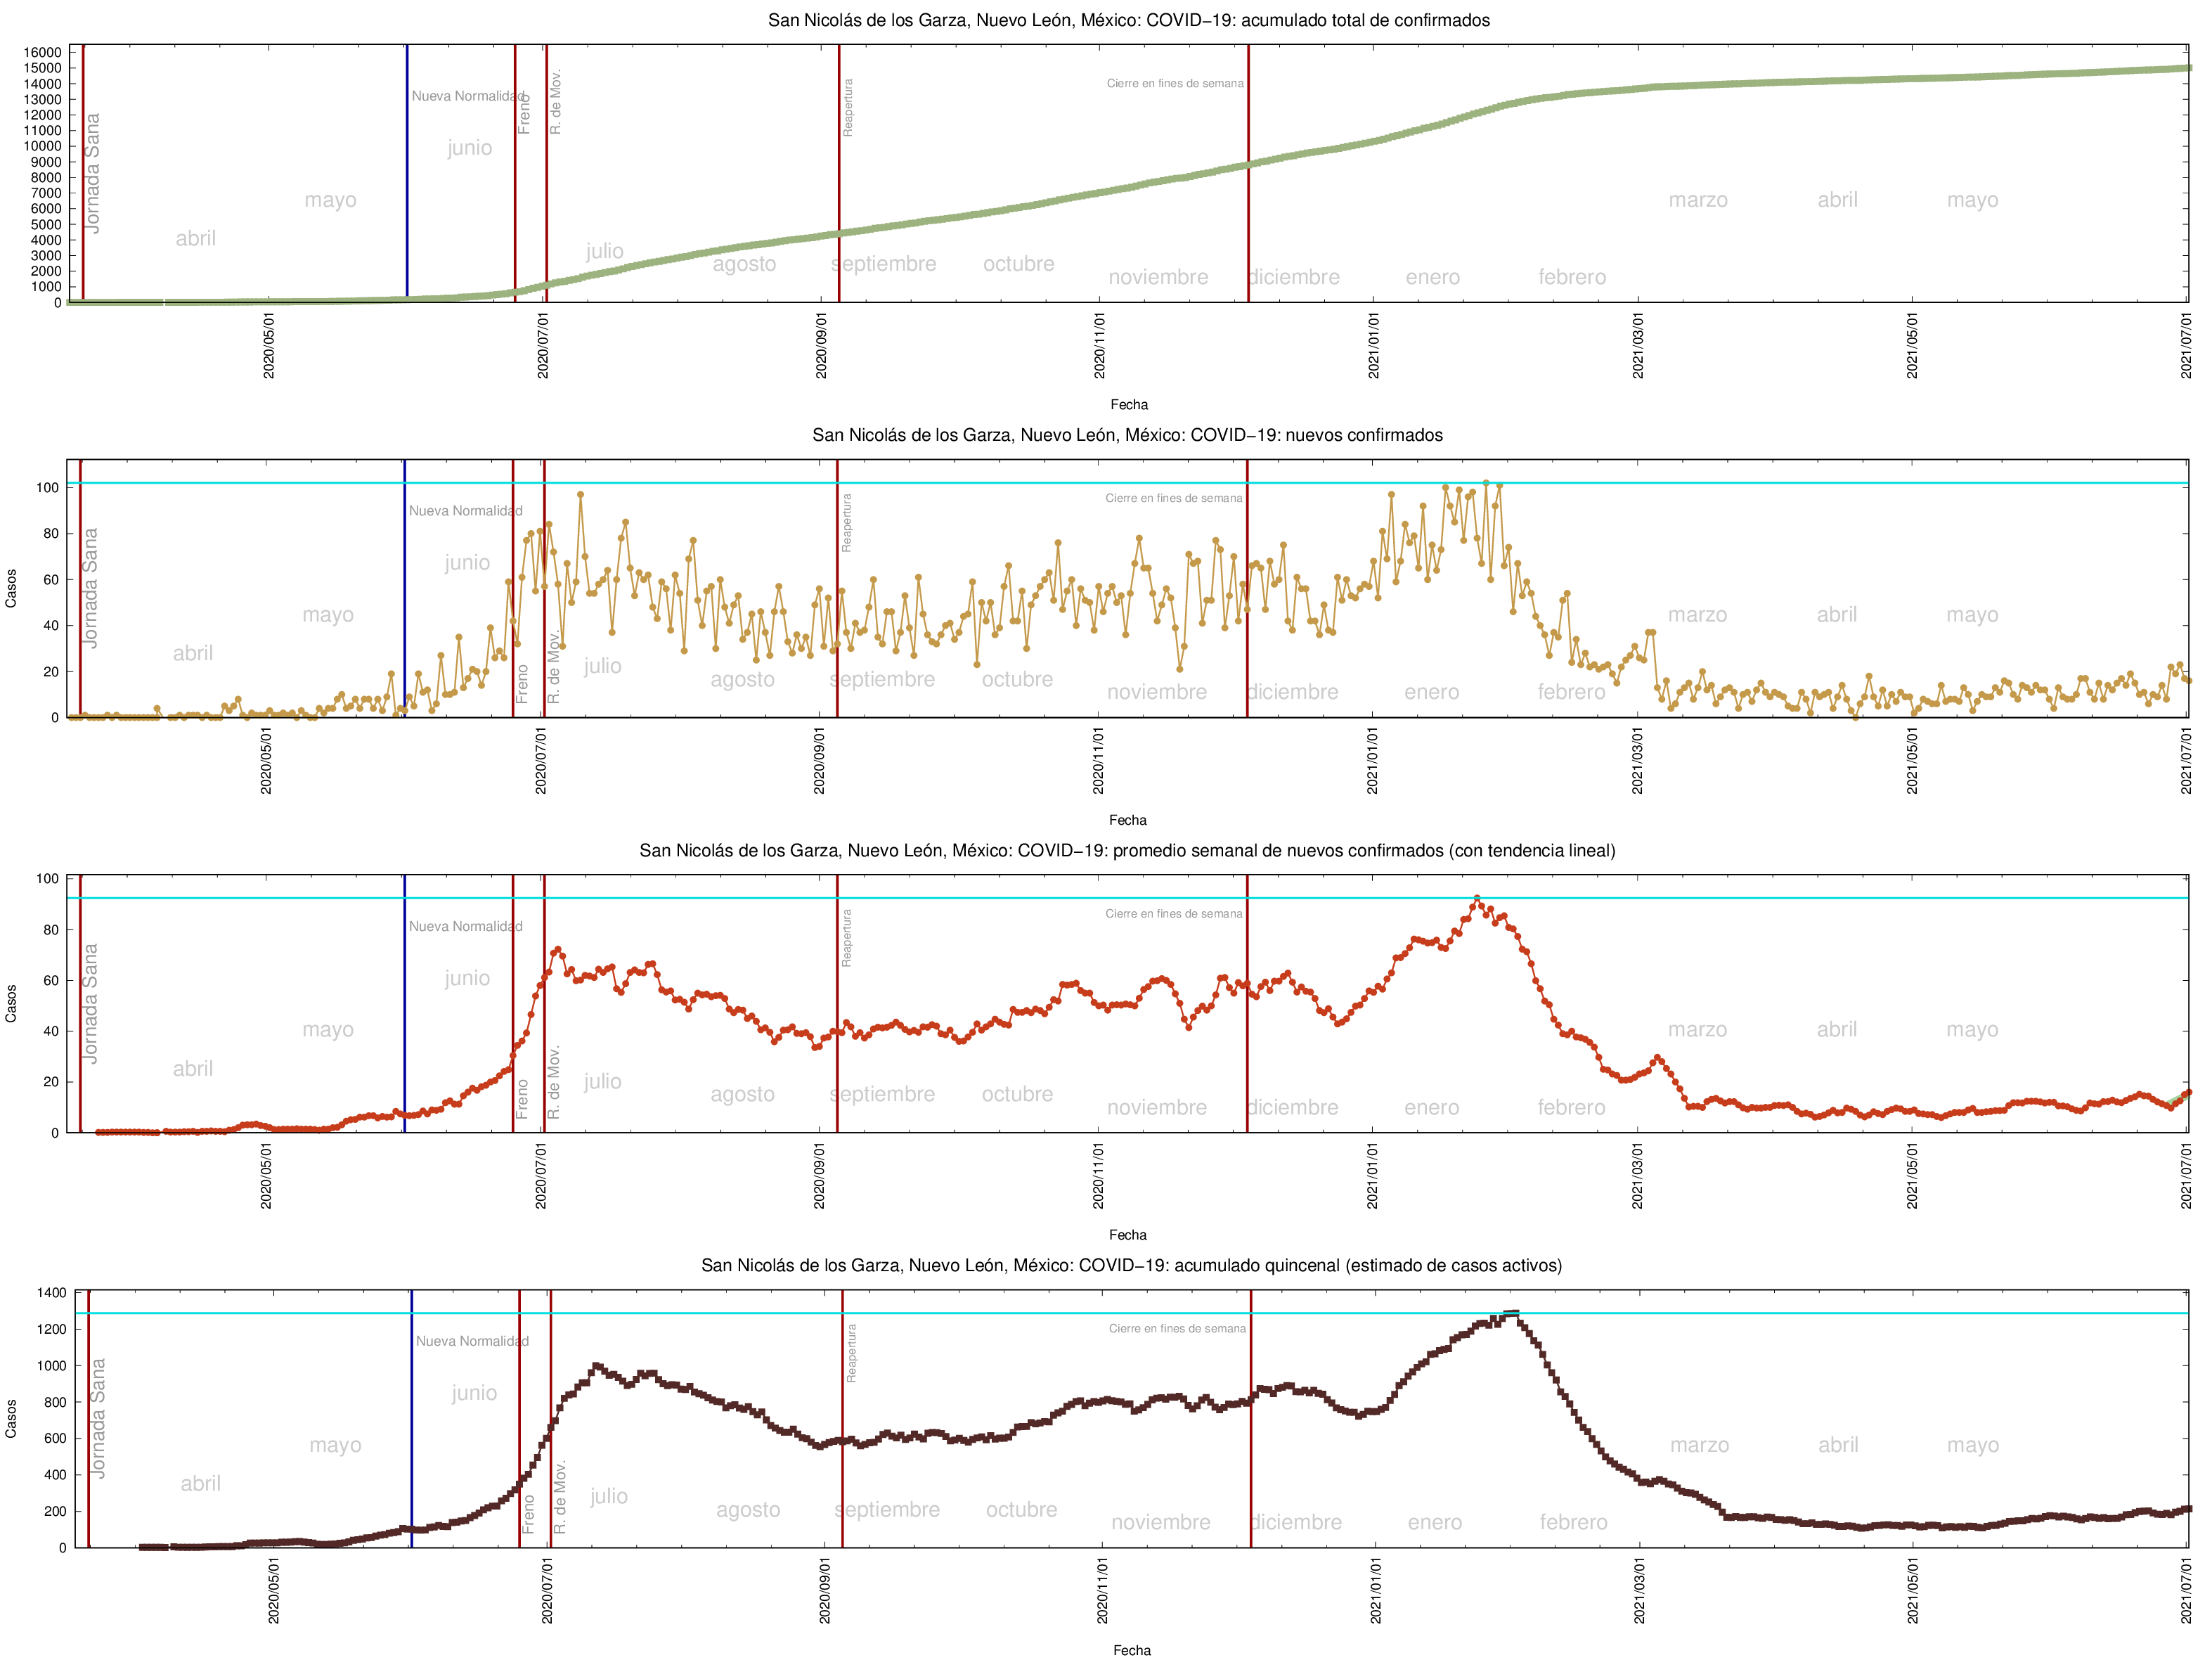 San Nicolás de los Garza, Nuevo León, México: COVID−19: acumulado total de confirmados
16000
15000
14000
13000
12000
11000
10000
9000
8000
7000
6000
5000
4000
3000
2000
1000
0
Jornada Sana
abril
mayo
Nueva Normalidad
junio
Freno
R. de Mov.
julio
agosto
Reapertura
septiembre
octubre
noviembre
Cierre en fines de semana
diciembre
enero
febrero
marzo
abril
mayo
2020/05/01
2020/07/01
2020/09/01
2020/11/01
2021/01/01
2021/03/01
2021/05/01
2021/07/01
Fecha
San Nicolás de los Garza, Nuevo León, México: COVID−19: nuevos confirmados
Casos
100
80
60
40
20
0
Jornada Sana
abril
mayo
Nueva Normalidad
junio
Freno
R. de Mov.
julio
agosto
Reapertura
septiembre
octubre
noviembre
Cierre en fines de semana
diciembre
enero
febrero
marzo
abril
mayo
2020/05/01
2020/07/01
2020/09/01
2020/11/01
2021/01/01
2021/03/01
2021/05/01
2021/07/01
Fecha
San Nicolás de los Garza, Nuevo León, México: COVID−19: promedio semanal de nuevos confirmados (con tendencia lineal)
Casos
100
80
60
40
20
0
Jornada Sana
abril
mayo
Nueva Normalidad
junio
Freno
R. de Mov.
julio
agosto
Reapertura
septiembre
octubre
noviembre
Cierre en fines de semana
diciembre
enero
febrero
marzo
abril
mayo
2020/05/01
2020/07/01
2020/09/01
2020/11/01
2021/01/01
2021/03/01
2021/05/01
2021/07/01
Fecha
San Nicolás de los Garza, Nuevo León, México: COVID−19: acumulado quincenal (estimado de casos activos)
Casos
1400
1200
1000
800
600
400
200
0
Jornada Sana
abril
mayo
Nueva Normalidad
junio
Freno
R. de Mov.
julio
agosto
Reapertura
septiembre
octubre
noviembre
Cierre en fines de semana
diciembre
enero
febrero
marzo
abril
mayo
2020/05/01
2020/07/01
2020/09/01
2020/11/01
2021/01/01
2021/03/01
2021/05/01
2021/07/01
Fecha